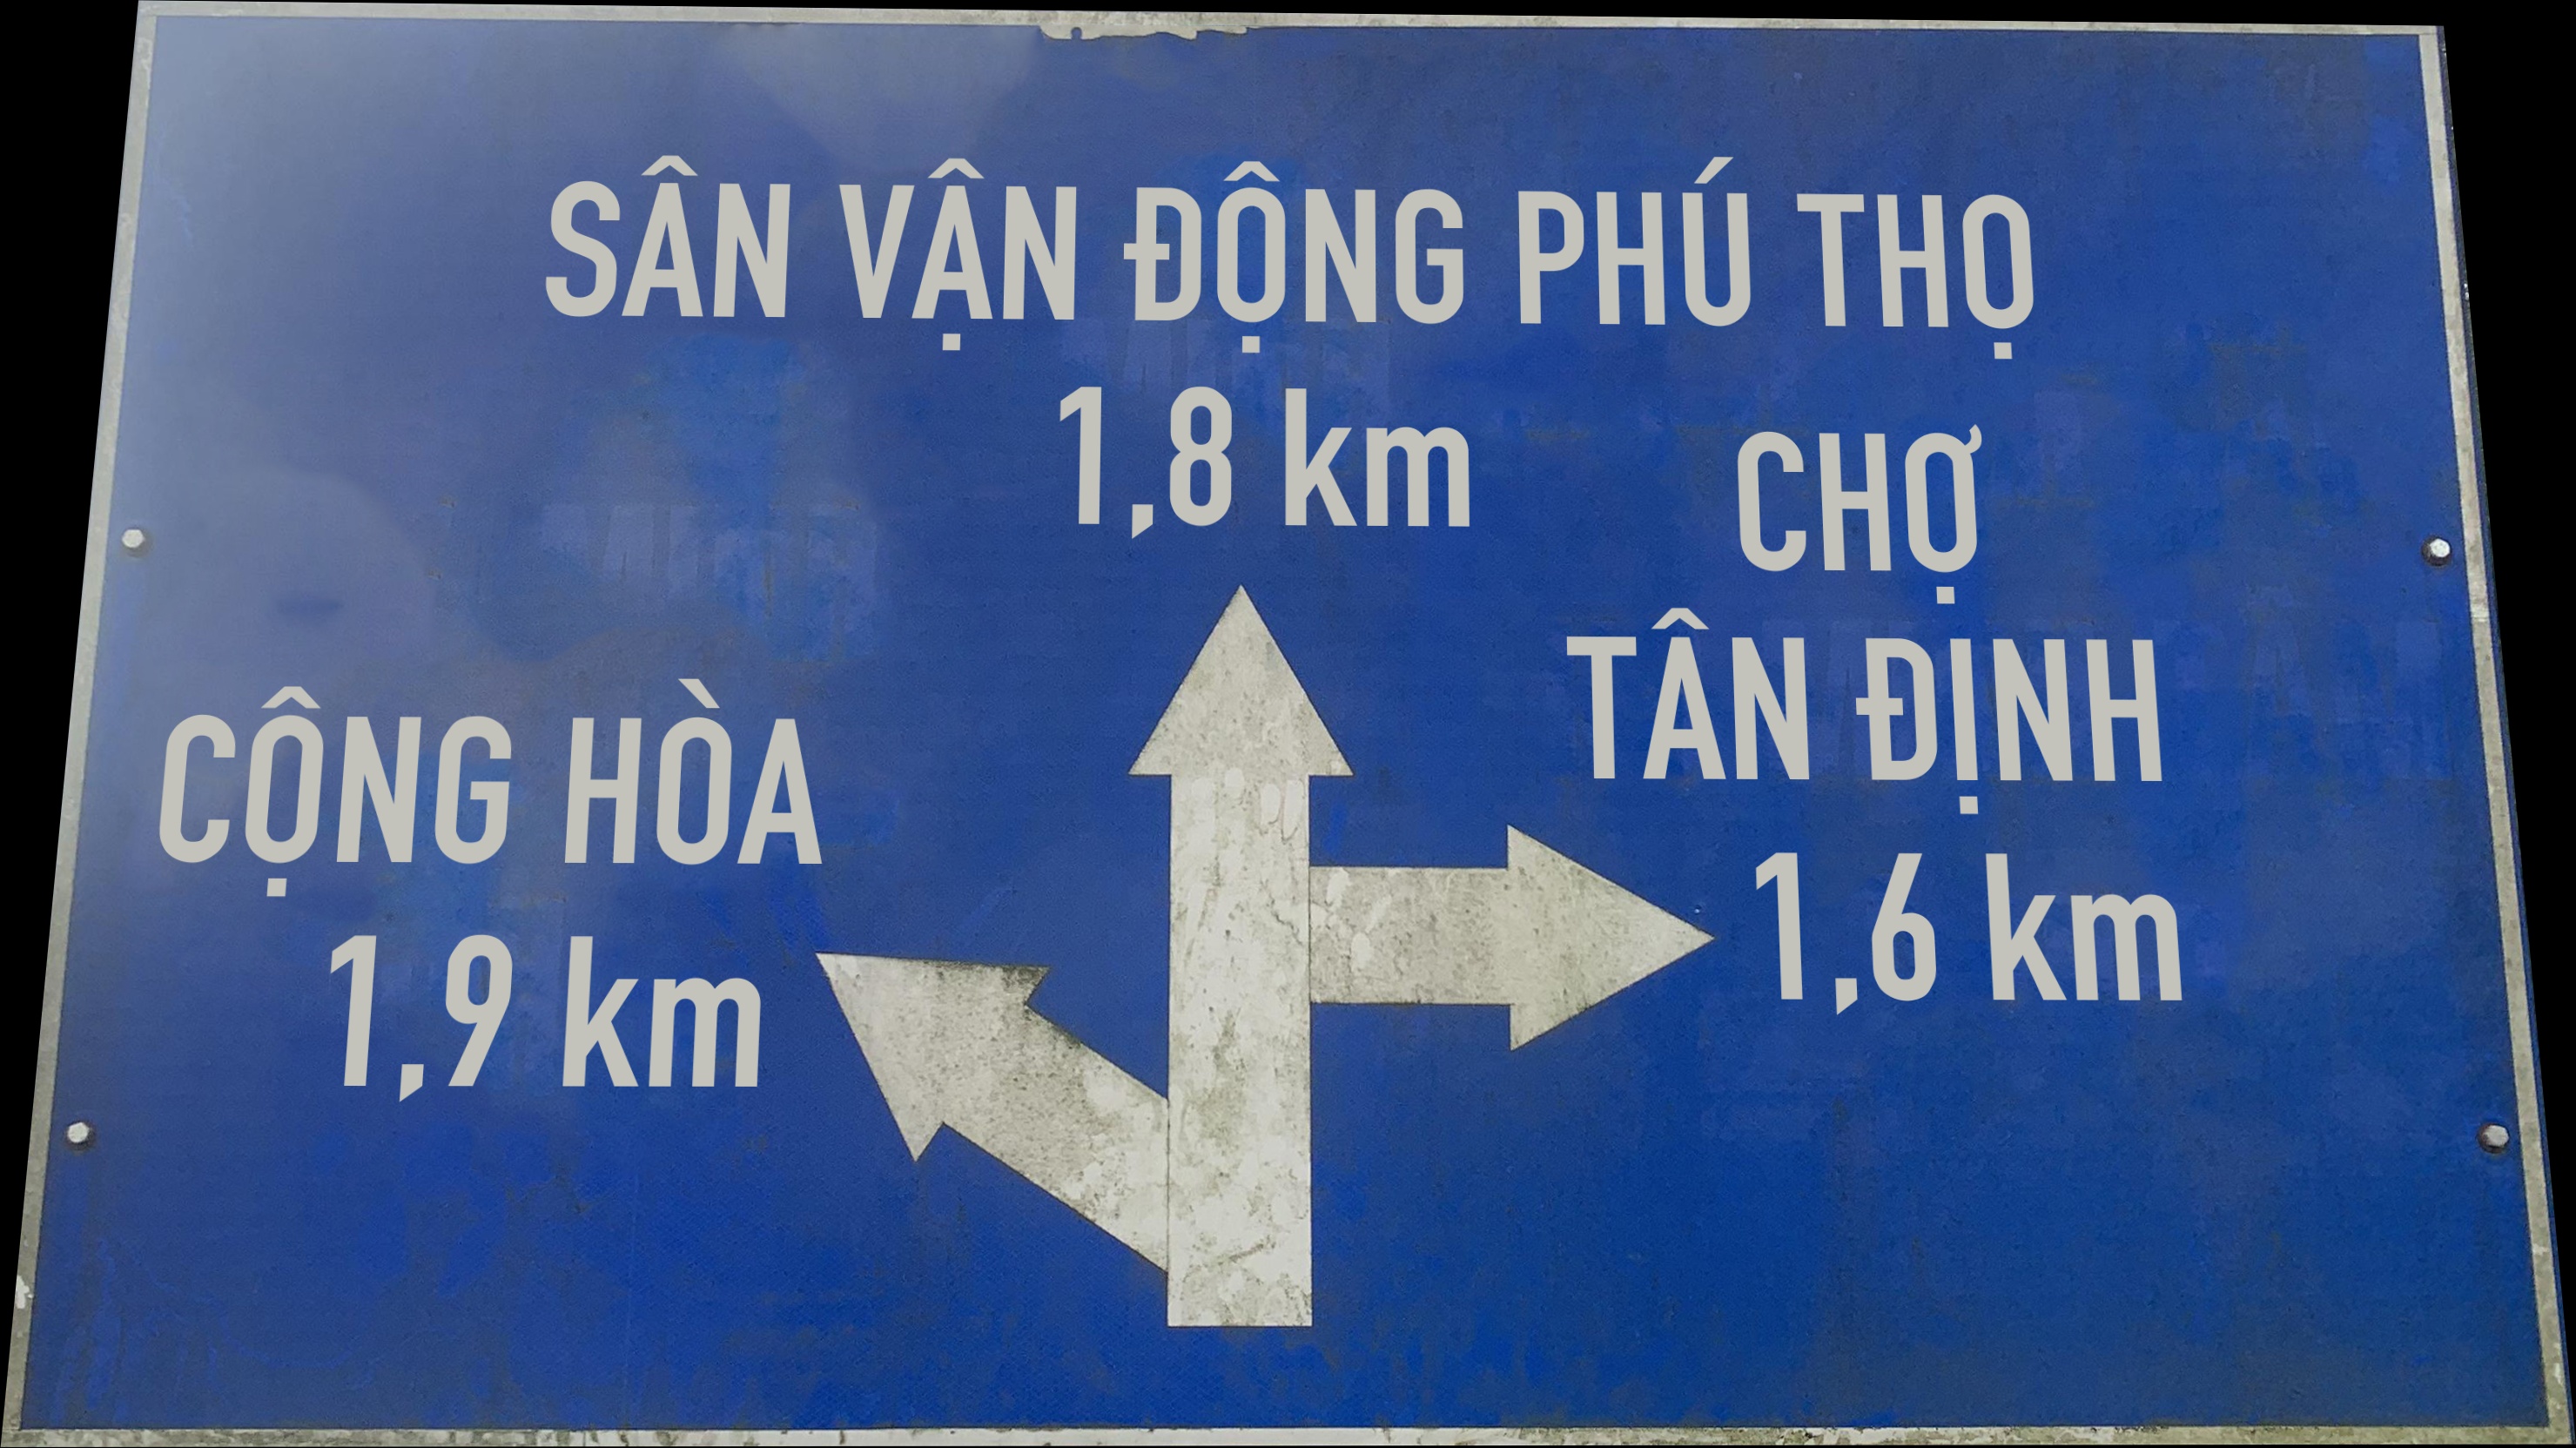 SÂN VẬN ĐỘNG PHÚ THỌ
1,8 km
CHỢ
TÂN ĐỊNH
1,6 km
CỘNG HÒA
1,9 km